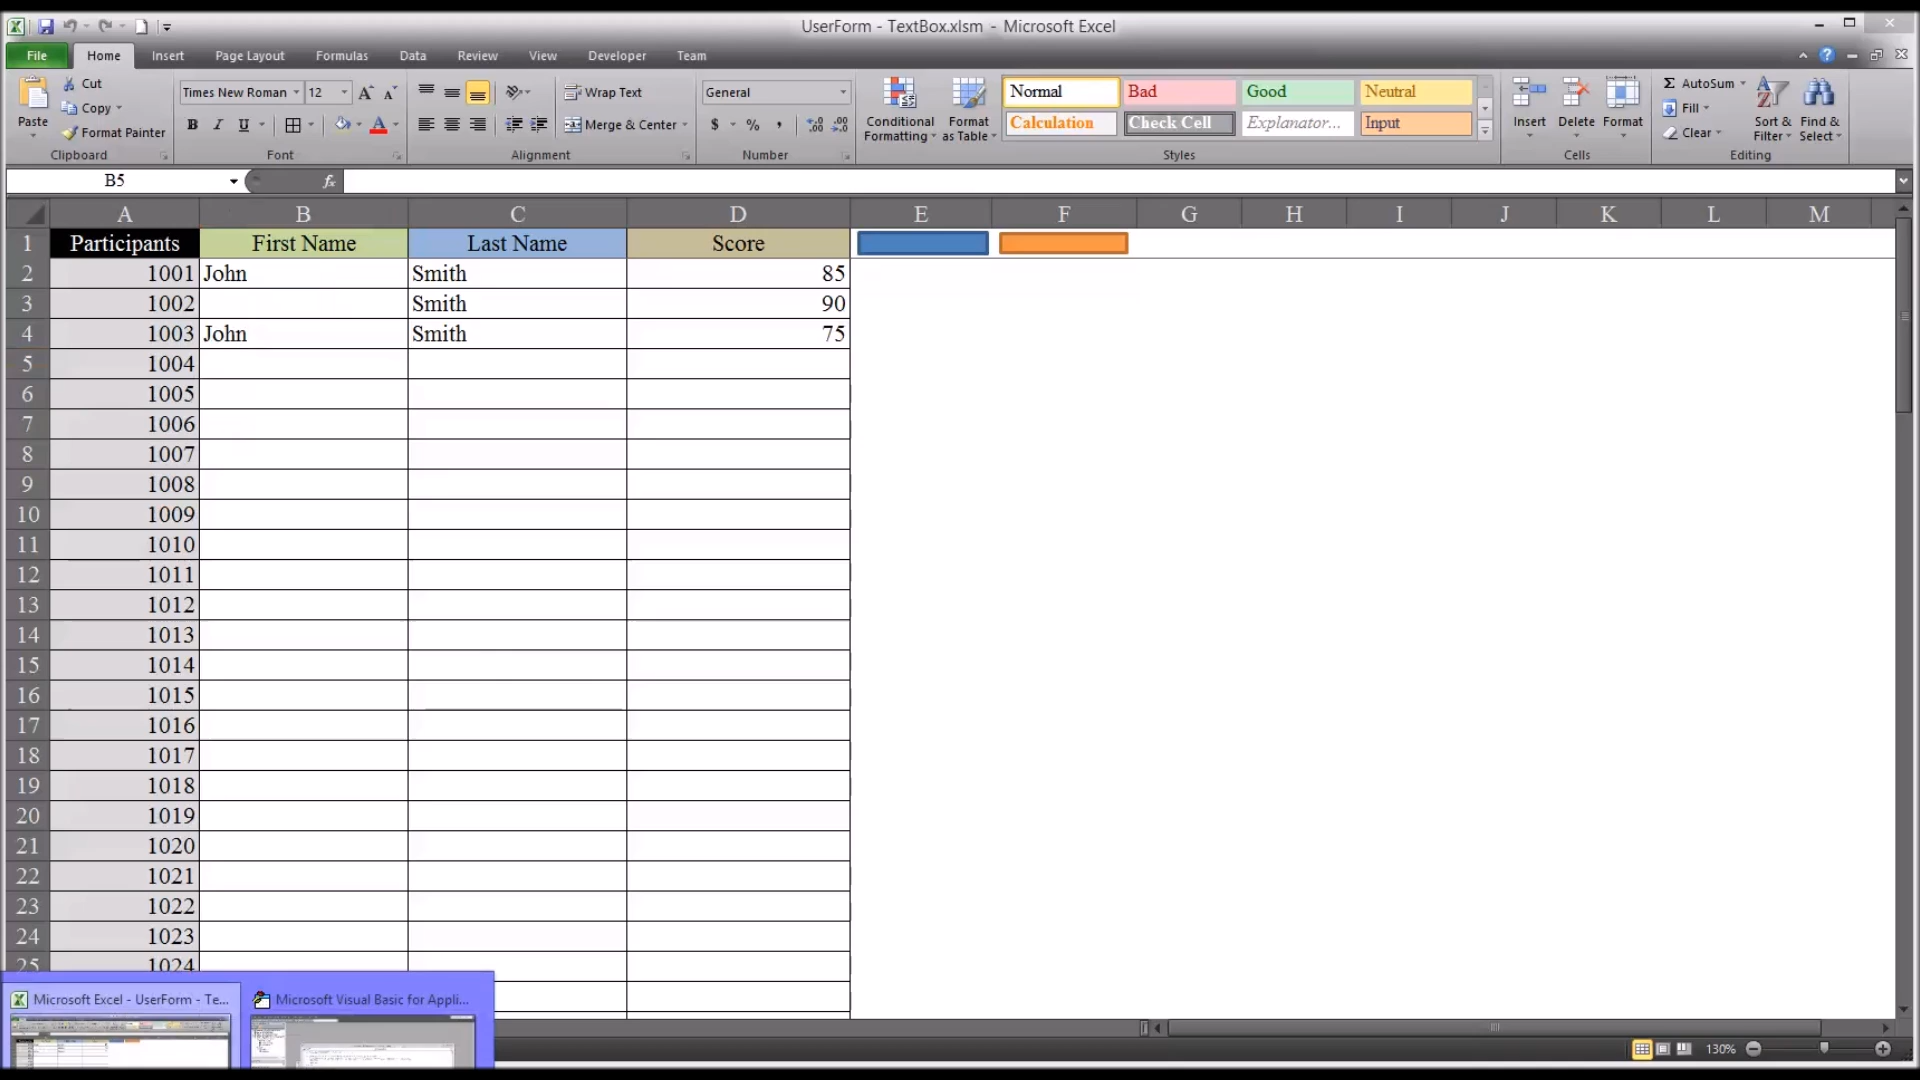 UserForm - TextBox.xlsm - Microsoft Excel
File Home Insert Page Layout Formulas Data Review View Developer Team
Paste Cut Copy Format Painter Clipboard
Times New Roman 12 B I U Font
Wrap Text Merge & Center Alignment
General $ % , Number
Conditional Formatting Format as Table Normal Bad Good Neutral Calculation Check Cell Explanator... Input Styles
Insert Delete Format Cells
Σ AutoSum Fill Clear Sort & Filter Find & Select Editing
B5 fx
A B C D E F G H I J K L M
1 Participants First Name Last Name Score
2 1001 John Smith 85
3 1002 Smith 90
4 1003 John Smith 75
5 1004
6 1005
7 1006
8 1007
9 1008
10 1009
11 1010
12 1011
13 1012
14 1013
15 1014
16 1015
17 1016
18 1017
19 1018
20 1019
21 1020
22 1021
23 1022
24 1023
25 1024
Microsoft Excel - UserForm - Te... Microsoft Visual Basic for Appli...
130%